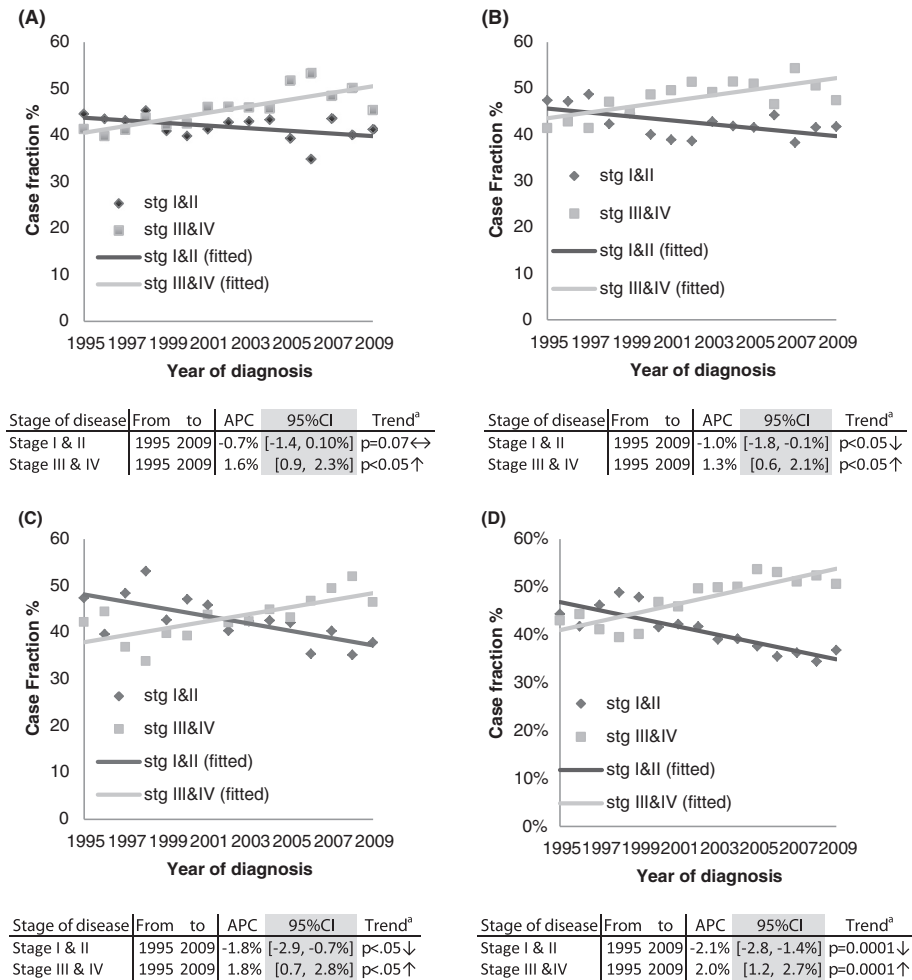 (A)
60
50
40
30
20
10
0
Case fraction %
stg I&II
stg III&IV
stg I&II (fitted)
stg III&IV (fitted)
1995 1997 1999 2001 2003 2005 2007 2009
Year of diagnosis
Stage of disease From to APC 95%CI Trendᵃ
Stage I & II 1995 2009 -0.7% [-1.4, 0.10%] p=0.07↔
Stage III & IV 1995 2009 1.6% [0.9, 2.3%] p<0.05↑
(B)
60
50
40
30
20
10
0
Case Fraction %
stg I&II
stg III&IV
stg I&II (fitted)
stg III&IV (fitted)
1995 1997 1999 2001 2003 2005 2007 2009
Year of diagnosis
Stage of disease From to APC 95%CI Trendᵃ
Stage I & II 1995 2009 -1.0% [-1.8, -0.1%] p<0.05↓
Stage III & IV 1995 2009 1.3% [0.6, 2.1%] p<0.05↑
(C)
60
50
40
30
20
10
0
Case Fraction %
stg I&II
stg III&IV
stg I&II (fitted)
stg III&IV (fitted)
1995 1997 1999 2001 2003 2005 2007 2009
Year of diagnosis
Stage of disease From to APC 95%CI Trendᵃ
Stage I & II 1995 2009 -1.8% [-2.9, -0.7%] p<.05↓
Stage III & IV 1995 2009 1.8% [0.7, 2.8%] p<.05↑
(D)
60%
50%
40%
30%
20%
10%
0%
Case fraction %
stg I&II
stg III&IV
stg I&II (fitted)
stg III&IV (fitted)
1995 1997 1999 2001 2003 2005 2007 2009
Year of diagnosis
Stage of disease From to APC 95%CI Trendᵃ
Stage I & II 1995 2009 -2.1% [-2.8, -1.4%] p=0.0001↓
Stage III &IV 1995 2009 2.0% [1.2, 2.7%] p=0.0001↑